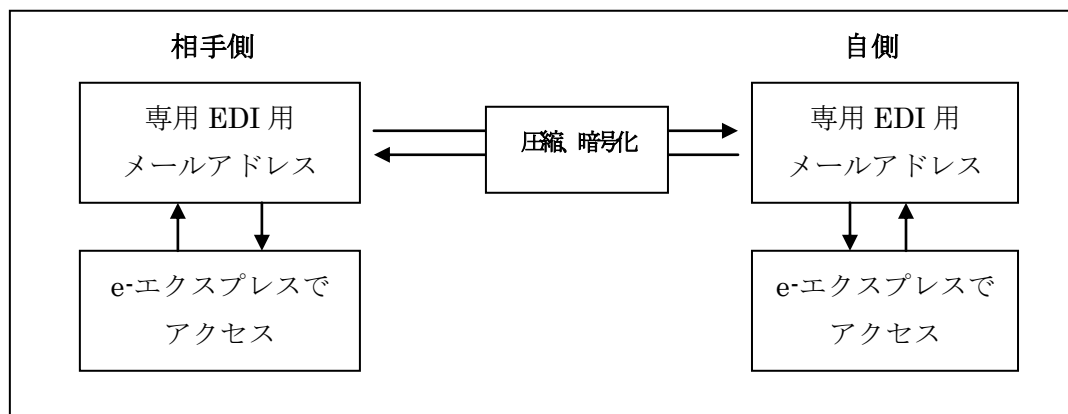 相手側
自側
専用 EDI 用
メールアドレス
圧縮、暗号化
専用 EDI 用
メールアドレス
e-エクスプレスで
アクセス
e-エクスプレスで
アクセス